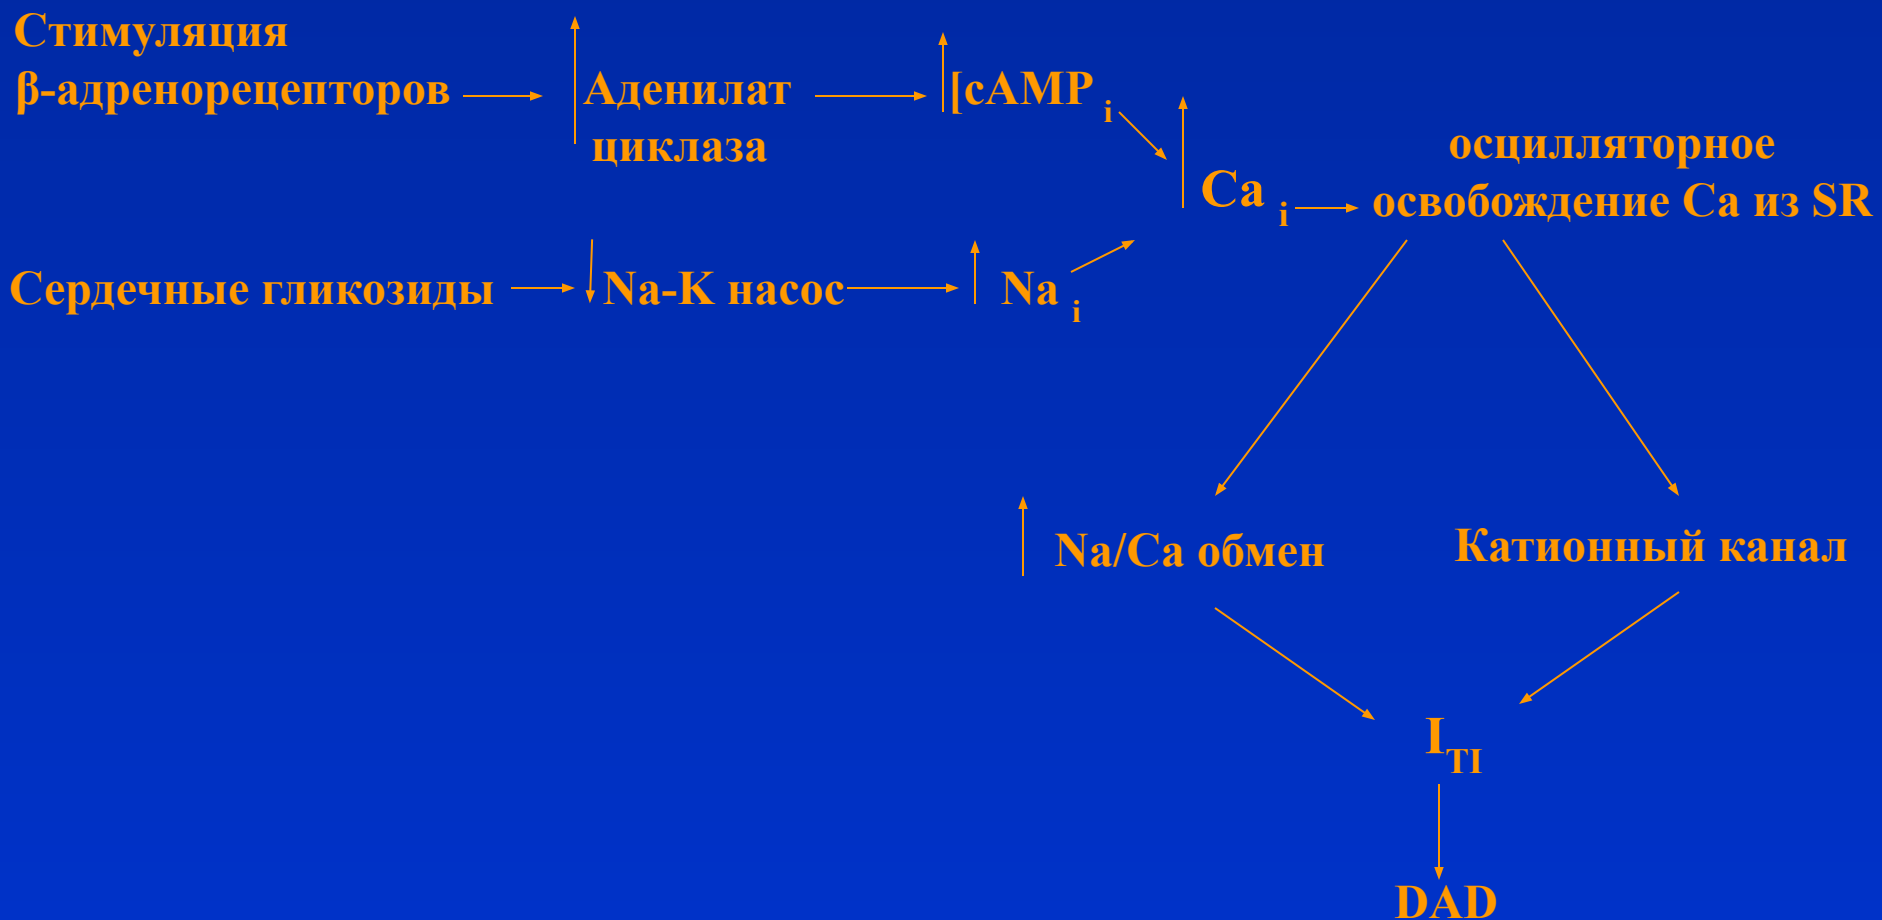 Стимуляция
β-адренорецепторов
Аденилат
циклаза
[cAMP i
Ca i
осцилляторное
освобождение Ca из SR
Сердечные гликозиды
Na-K насос
Na i
Na/Ca обмен
Катионный канал
I TI
DAD